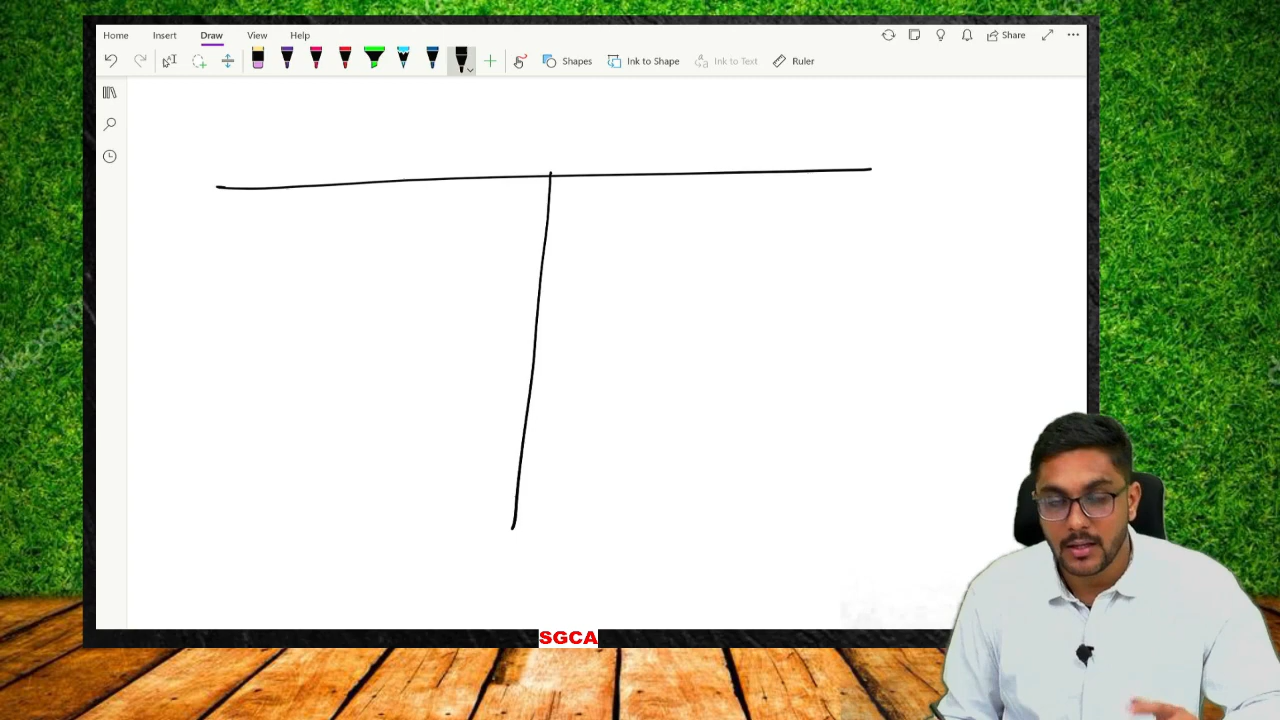 Home Insert Draw View Help Share
Shapes Ink to Shape Ink to Text Ruler
SGCA